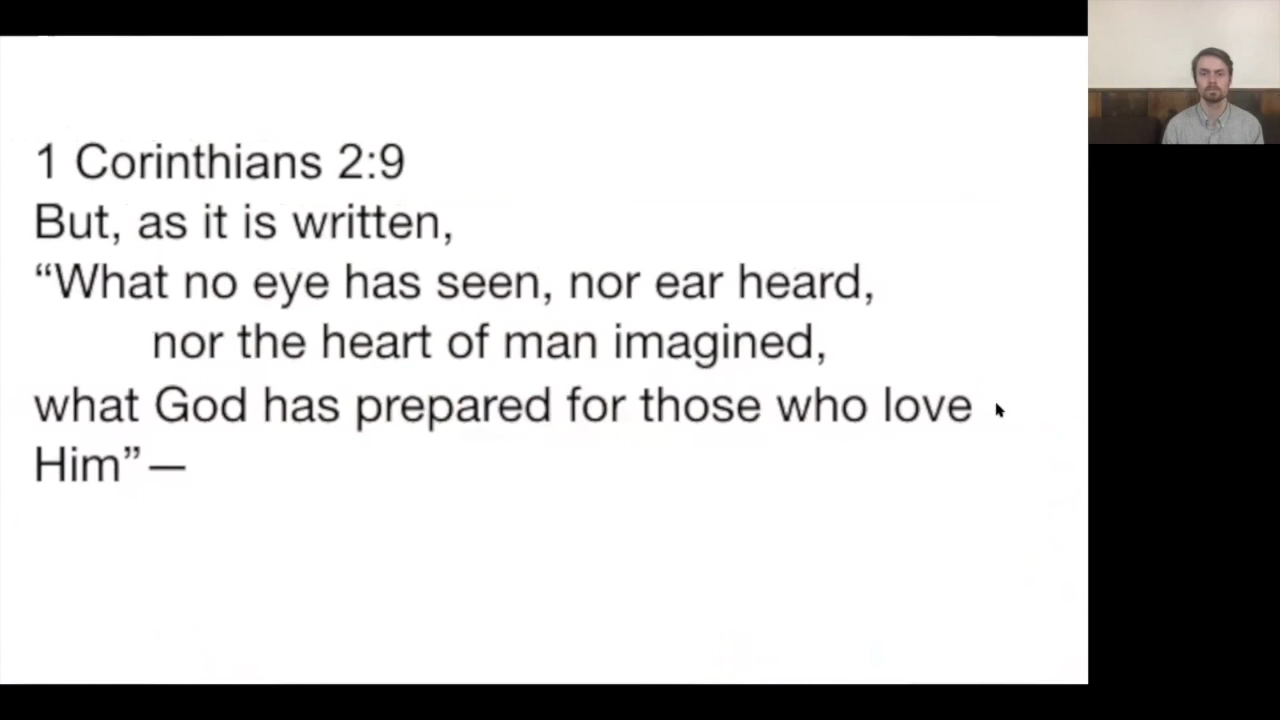 1 Corinthians 2:9
But, as it is written,
“What no eye has seen, nor ear heard,
nor the heart of man imagined,
what God has prepared for those who love
Him”—